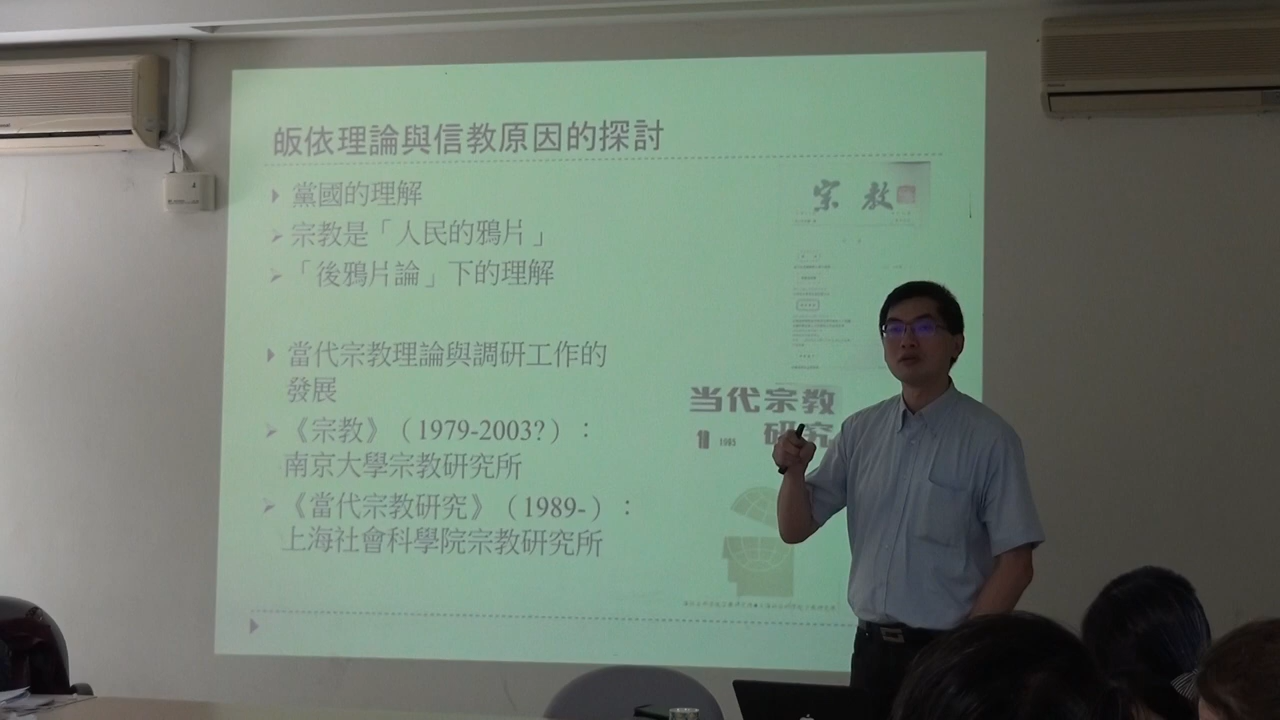 皈依理論與信教原因的探討
黨國的理解
宗教是「人民的鴉片」
「後鴉片論」下的理解
當代宗教理論與調研工作的
發展
《宗教》（1979-2003?）：
南京大學宗教研究所
《當代宗教研究》（1989-）：
上海社會科學院宗教研究所
宗教
当代宗教
研究
1995